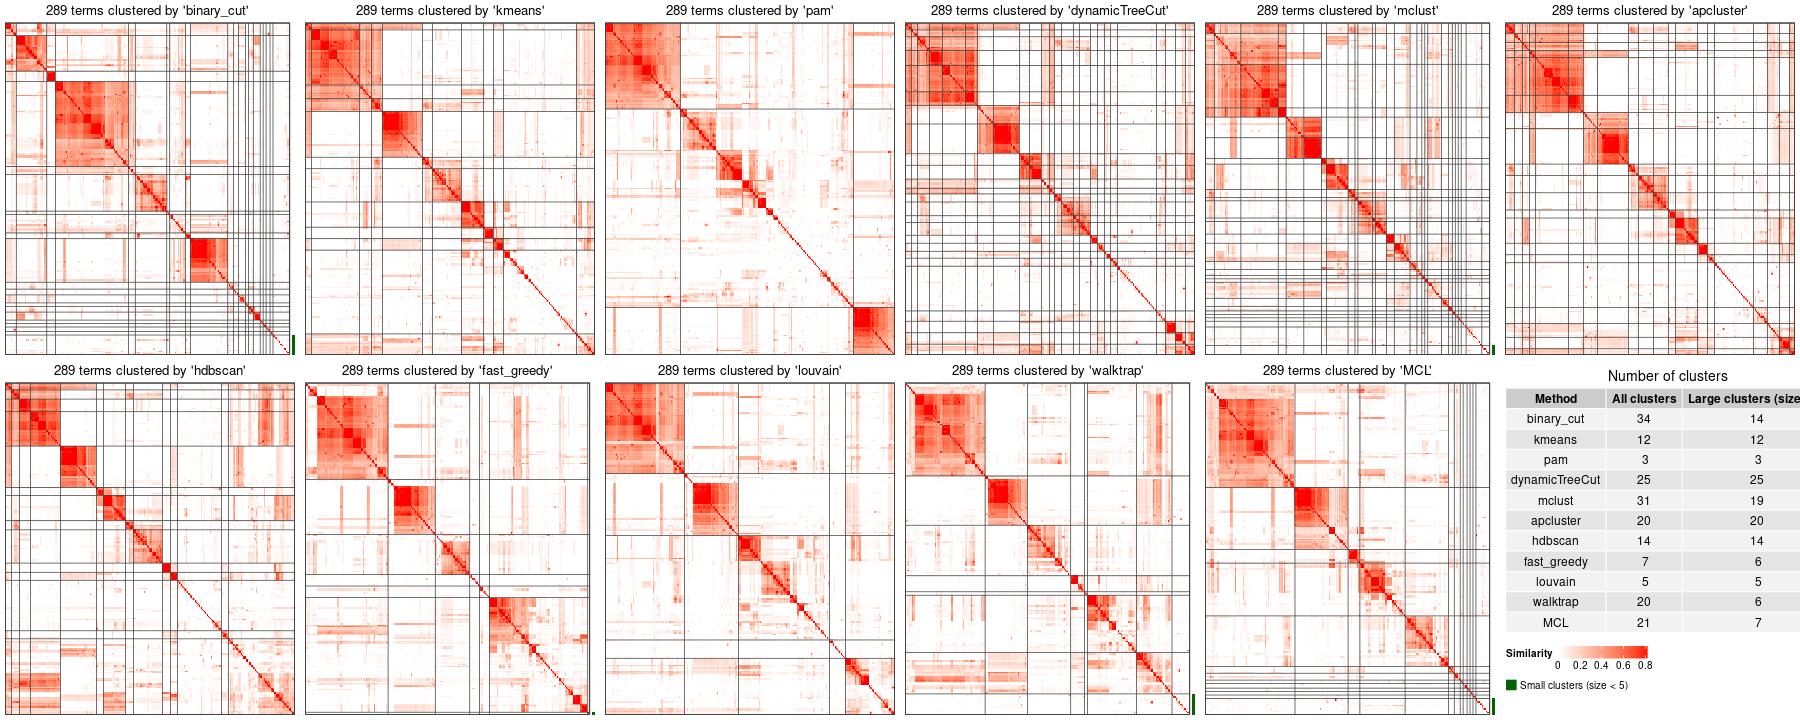 289 terms clustered by 'binary_cut'
289 terms clustered by 'kmeans'
289 terms clustered by 'pam'
289 terms clustered by 'dynamicTreeCut'
289 terms clustered by 'mclust'
289 terms clustered by 'apcluster'
289 terms clustered by 'hdbscan'
289 terms clustered by 'fast_greedy'
289 terms clustered by 'louvain'
289 terms clustered by 'walktrap'
289 terms clustered by 'MCL'
Number of clusters
Method All clusters Large clusters (size
binary_cut 34 14
kmeans 12 12
pam 3 3
dynamicTreeCut 25 25
mclust 31 19
apcluster 20 20
hdbscan 14 14
fast_greedy 7 6
louvain 5 5
walktrap 20 6
MCL 21 7
Similarity
0 0.2 0.4 0.6 0.8
Small clusters (size < 5)